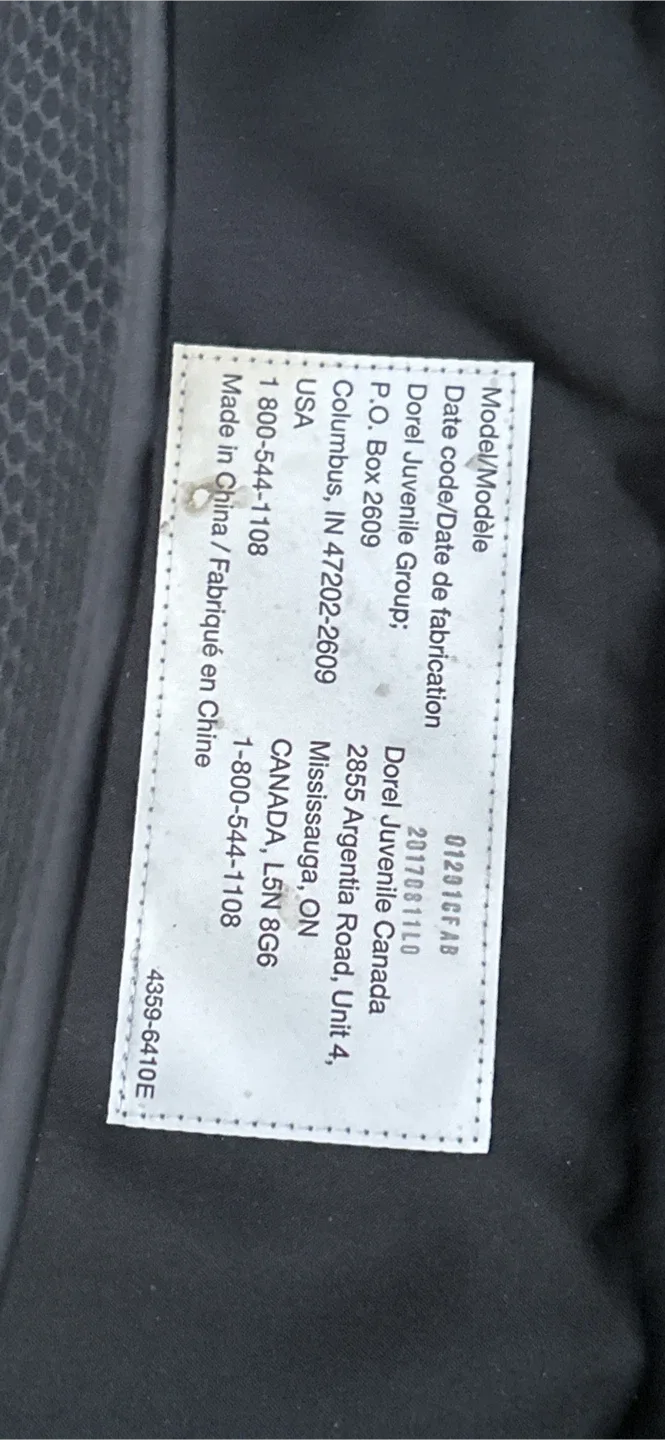 Model/Modèle 01291CFAB
Date code/Date de fabrication 20170811L0
Dorel Juvenile Group;
P.O. Box 2609
Columbus, IN 47202-2609
USA
1 800-544-1108
Made in China / Fabriqué en Chine
Dorel Juvenile Canada
2855 Argentia Road, Unit 4,
Mississauga, ON
CANADA, L5N 8G6
1-800-544-1108
4359-6410E